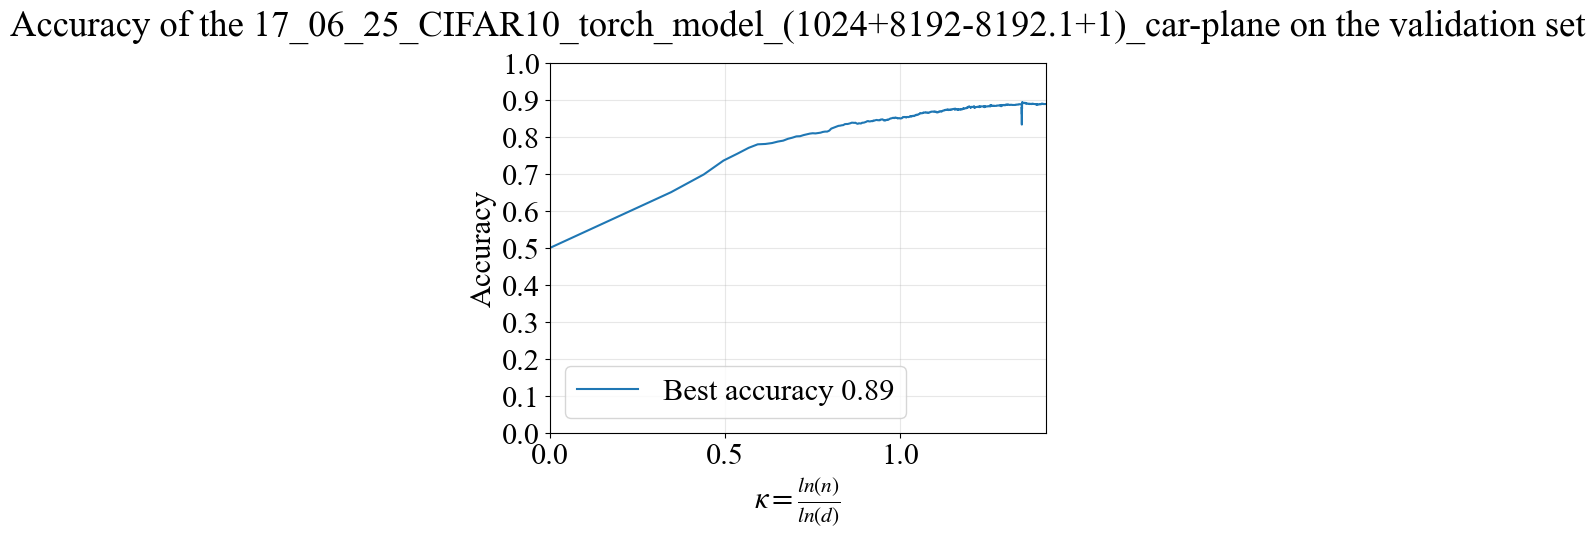 Accuracy of the 17_06_25_CIFAR10_torch_model_(1024+8192-8192.1+1)_car-plane on the validation set
1.0
0.9
0.8
0.7
0.6
0.5
0.4
0.3
0.2
0.1
0.0
Accuracy
Best accuracy 0.89
0.0 0.5 1.0
κ = ln(n)/ln(d)